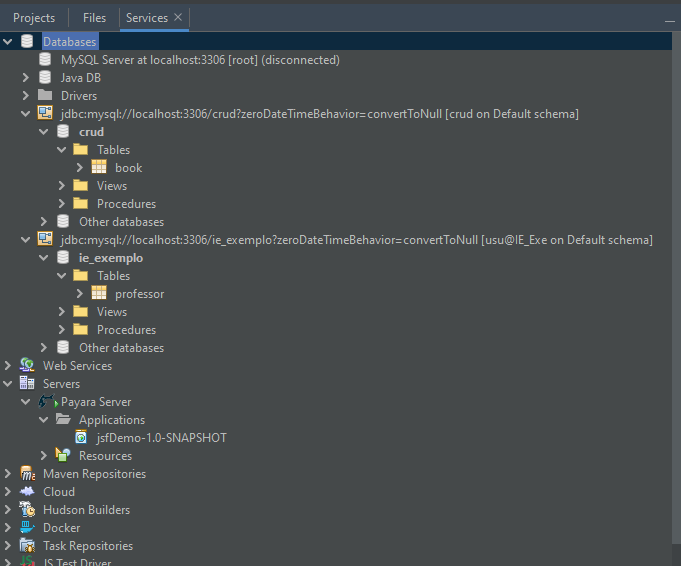 Projects Files Services
Databases
MySQL Server at localhost:3306 [root] (disconnected)
Java DB
Drivers
jdbc:mysql://localhost:3306/crud?zeroDateTimeBehavior=convertToNull [crud on Default schema]
crud
Tables
book
Views
Procedures
Other databases
jdbc:mysql://localhost:3306/ie_exemplo?zeroDateTimeBehavior=convertToNull [usu@IE_Exe on Default schema]
ie_exemplo
Tables
professor
Views
Procedures
Other databases
Web Services
Servers
Payara Server
Applications
jsfDemo-1.0-SNAPSHOT
Resources
Maven Repositories
Cloud
Hudson Builders
Docker
Task Repositories
JS Test Driver